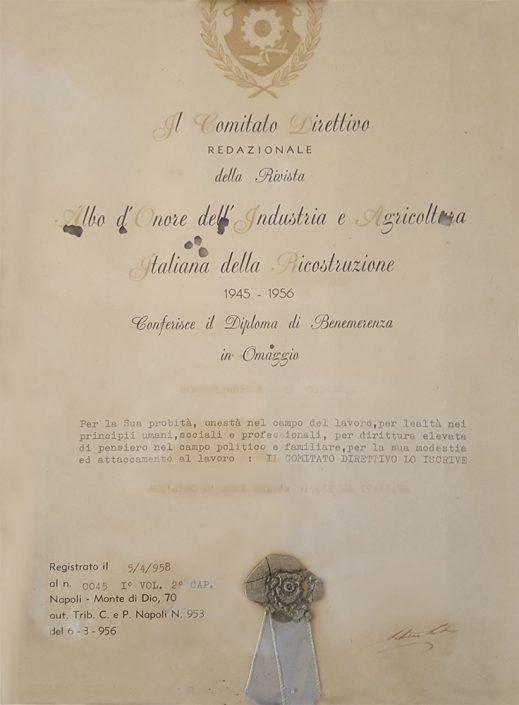 Il Comitato Direttivo
REDAZIONALE
della Rivista
Albo d'Onore dell'Industria e Agricoltura
Italiana della Ricostruzione
1945 - 1956
Conferisce il Diploma di Benemerenza
in Omaggio
Per la Sua probità, onestà nel campo del lavoro,per lealtà nei
principii umani,sociali e professionali, per dirittura elevata
di pensiero nel campo politico e familiare,per la sua modestia
ed attaccamento al lavoro : IL COMITATO DIRETTIVO LO ISCRIVE
Registrato il 5/4/958
al n. 0045 I° VOL. 2° CAP.
Napoli - Monte di Dio, 70
aut. Trib. C. e P. Napoli N. 953
del 6-3-956